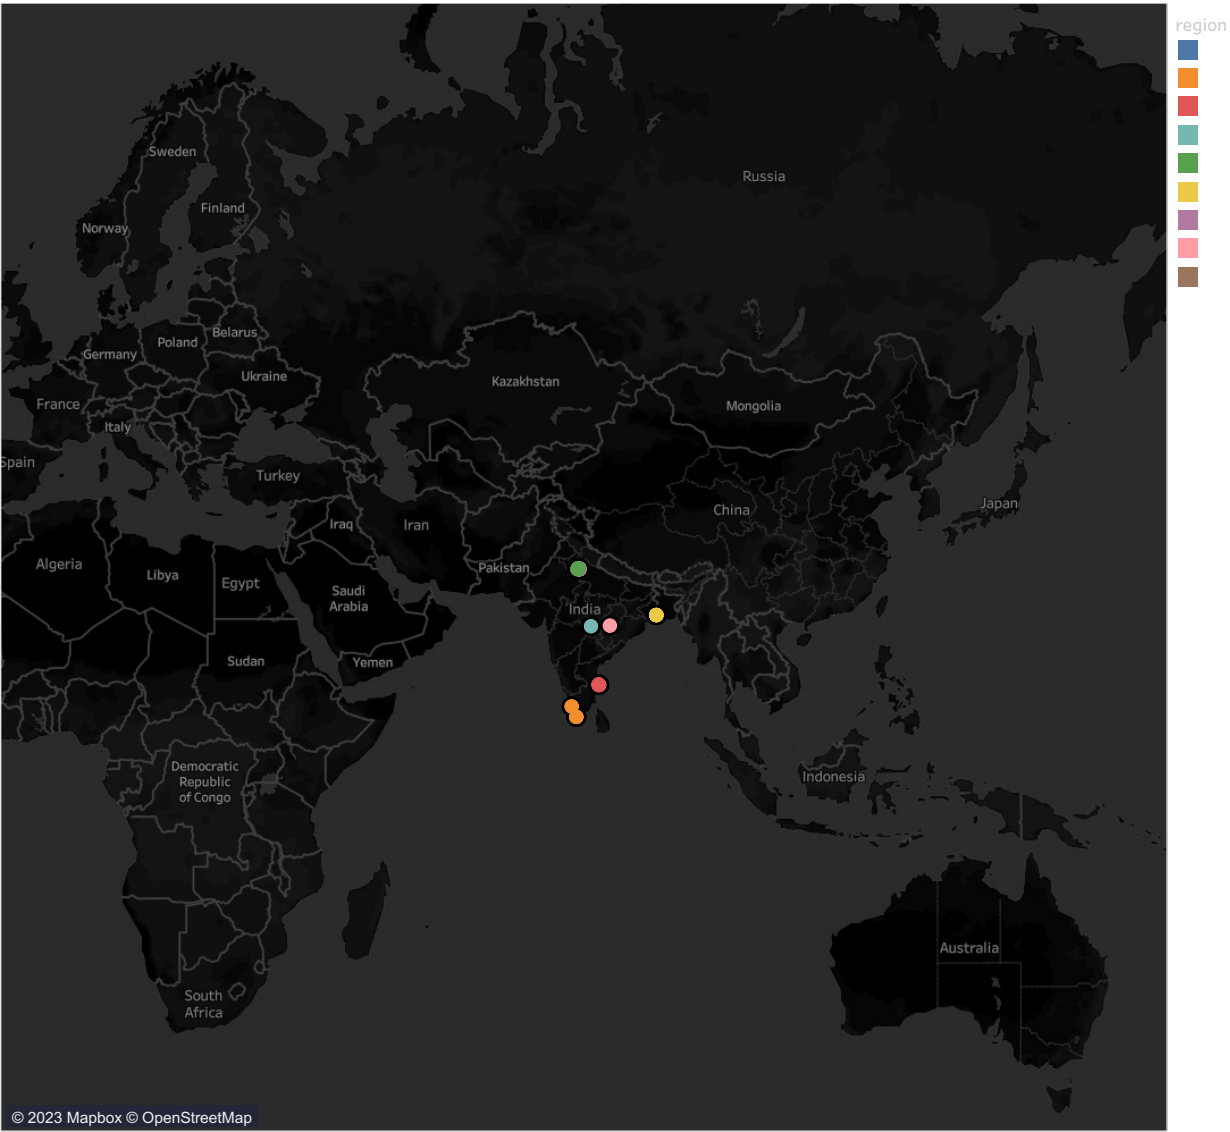 region
Sweden
Russia
Finland
Norway
Belarus
Poland
Germany
Ukraine
Kazakhstan
France
Mongolia
Italy
Spain
Turkey
Japan
China
Iraq
Iran
Algeria
Libya
Egypt
Pakistan
Saudi
Arabia
India
Sudan
Yemen
Democratic
Republic
of Congo
Indonesia
Australia
South
Africa
© 2023 Mapbox © OpenStreetMap